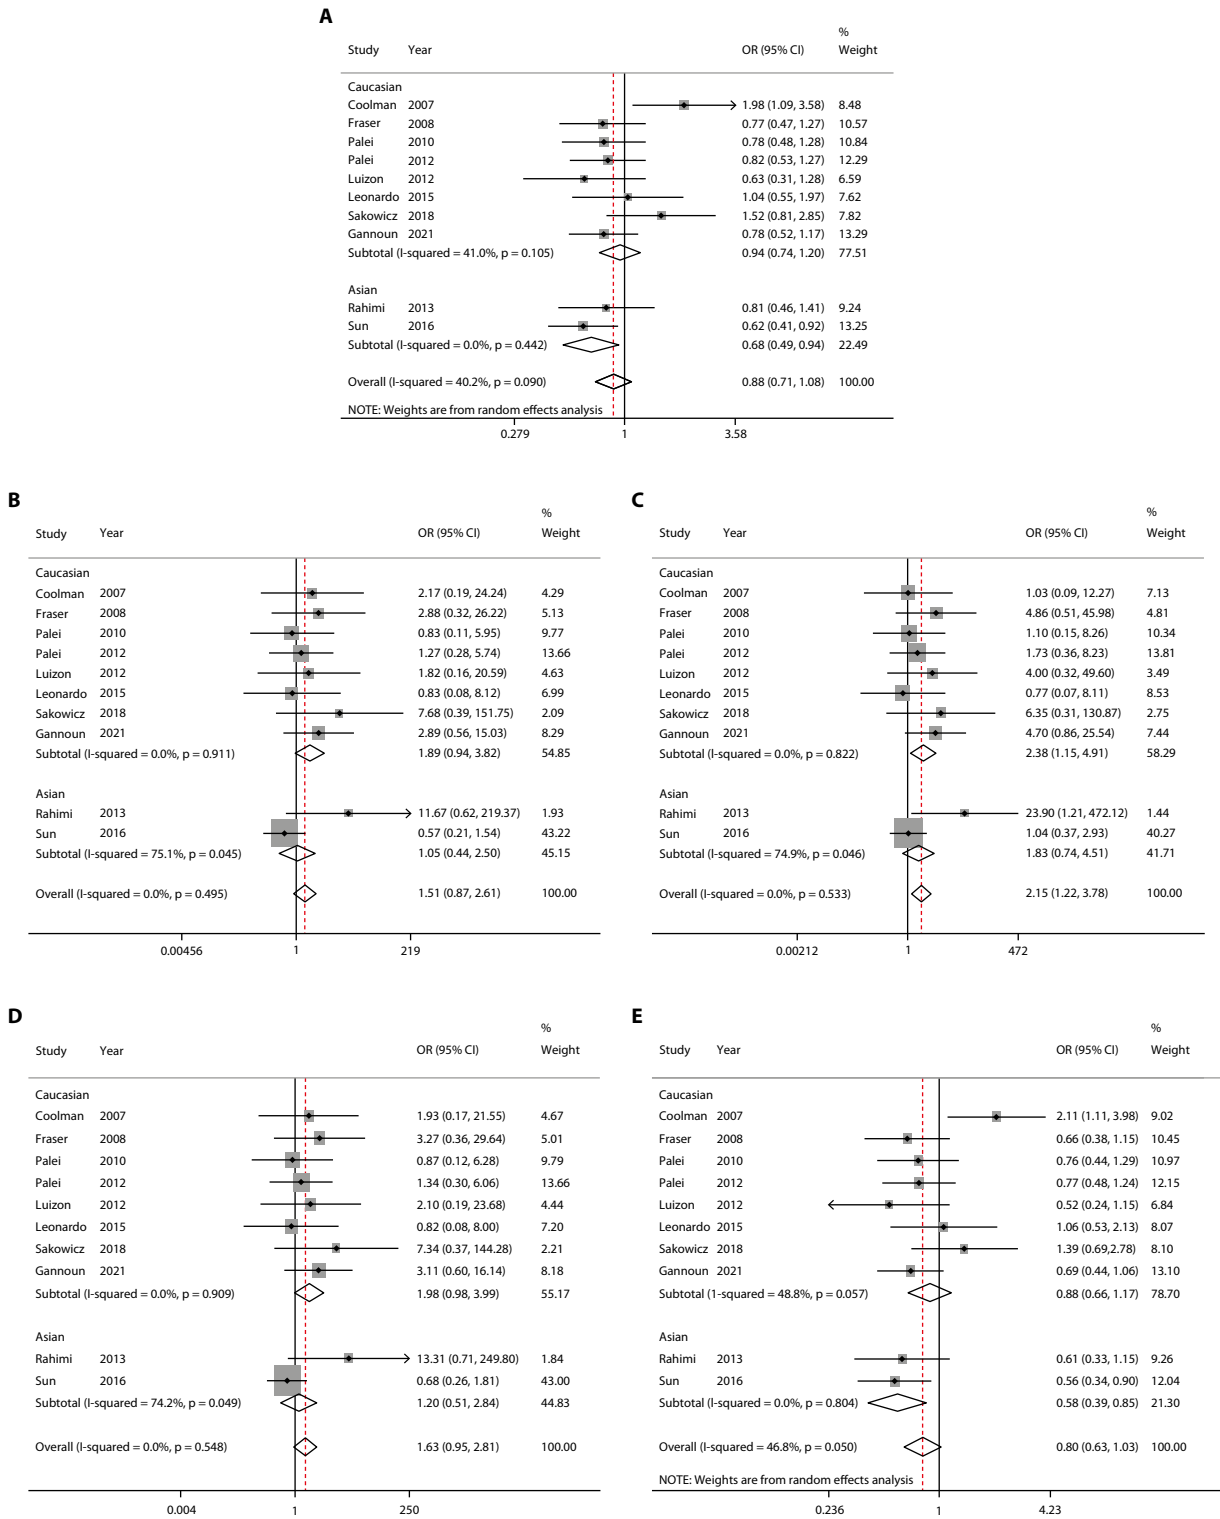 A
%
Study Year OR (95% CI) Weight
Caucasian
Coolman 2007 1.98 (1.09, 3.58) 8.48
Fraser 2008 0.77 (0.47, 1.27) 10.57
Palei 2010 0.78 (0.48, 1.28) 10.84
Palei 2012 0.82 (0.53, 1.27) 12.29
Luizon 2012 0.63 (0.31, 1.28) 6.59
Leonardo 2015 1.04 (0.55, 1.97) 7.62
Sakowicz 2018 1.52 (0.81, 2.85) 7.82
Gannoun 2021 0.78 (0.52, 1.17) 13.29
Subtotal (I-squared = 41.0%, p = 0.105) 0.94 (0.74, 1.20) 77.51
Asian
Rahimi 2013 0.81 (0.46, 1.41) 9.24
Sun 2016 0.62 (0.41, 0.92) 13.25
Subtotal (I-squared = 0.0%, p = 0.442) 0.68 (0.49, 0.94) 22.49
Overall (I-squared = 40.2%, p = 0.090) 0.88 (0.71, 1.08) 100.00
NOTE: Weights are from random effects analysis
0.279 1 3.58
B
%
Study Year OR (95% CI) Weight
Caucasian
Coolman 2007 2.17 (0.19, 24.24) 4.29
Fraser 2008 2.88 (0.32, 26.22) 5.13
Palei 2010 0.83 (0.11, 5.95) 9.77
Palei 2012 1.27 (0.28, 5.74) 13.66
Luizon 2012 1.82 (0.16, 20.59) 4.63
Leonardo 2015 0.83 (0.08, 8.12) 6.99
Sakowicz 2018 7.68 (0.39, 151.75) 2.09
Gannoun 2021 2.89 (0.56, 15.03) 8.29
Subtotal (I-squared = 0.0%, p = 0.911) 1.89 (0.94, 3.82) 54.85
Asian
Rahimi 2013 11.67 (0.62, 219.37) 1.93
Sun 2016 0.57 (0.21, 1.54) 43.22
Subtotal (I-squared = 75.1%, p = 0.045) 1.05 (0.44, 2.50) 45.15
Overall (I-squared = 0.0%, p = 0.495) 1.51 (0.87, 2.61) 100.00
0.00456 1 219
C
%
Study Year OR (95% CI) Weight
Caucasian
Coolman 2007 1.03 (0.09, 12.27) 7.13
Fraser 2008 4.86 (0.51, 45.98) 4.81
Palei 2010 1.10 (0.15, 8.26) 10.34
Palei 2012 1.73 (0.36, 8.23) 13.81
Luizon 2012 4.00 (0.32, 49.60) 3.49
Leonardo 2015 0.77 (0.07, 8.11) 8.53
Sakowicz 2018 6.35 (0.31, 130.87) 2.75
Gannoun 2021 4.70 (0.86, 25.54) 7.44
Subtotal (I-squared = 0.0%, p = 0.822) 2.38 (1.15, 4.91) 58.29
Asian
Rahimi 2013 23.90 (1.21, 472.12) 1.44
Sun 2016 1.04 (0.37, 2.93) 40.27
Subtotal (I-squared = 74.9%, p = 0.046) 1.83 (0.74, 4.51) 41.71
Overall (I-squared = 0.0%, p = 0.533) 2.15 (1.22, 3.78) 100.00
0.00212 1 472
D
%
Study Year OR (95% CI) Weight
Caucasian
Coolman 2007 1.93 (0.17, 21.55) 4.67
Fraser 2008 3.27 (0.36, 29.64) 5.01
Palei 2010 0.87 (0.12, 6.28) 9.79
Palei 2012 1.34 (0.30, 6.06) 13.66
Luizon 2012 2.10 (0.19, 23.68) 4.44
Leonardo 2015 0.82 (0.08, 8.00) 7.20
Sakowicz 2018 7.34 (0.37, 144.28) 2.21
Gannoun 2021 3.11 (0.60, 16.14) 8.18
Subtotal (I-squared = 0.0%, p = 0.909) 1.98 (0.98, 3.99) 55.17
Asian
Rahimi 2013 13.31 (0.71, 249.80) 1.84
Sun 2016 0.68 (0.26, 1.81) 43.00
Subtotal (I-squared = 74.2%, p = 0.049) 1.20 (0.51, 2.84) 44.83
Overall (I-squared = 0.0%, p = 0.548) 1.63 (0.95, 2.81) 100.00
0.004 1 250
E
%
Study Year OR (95% CI) Weight
Caucasian
Coolman 2007 2.11 (1.11, 3.98) 9.02
Fraser 2008 0.66 (0.38, 1.15) 10.45
Palei 2010 0.76 (0.44, 1.29) 10.97
Palei 2012 0.77 (0.48, 1.24) 12.15
Luizon 2012 0.52 (0.24, 1.15) 6.84
Leonardo 2015 1.06 (0.53, 2.13) 8.07
Sakowicz 2018 1.39 (0.69,2.78) 8.10
Gannoun 2021 0.69 (0.44, 1.06) 13.10
Subtotal (1-squared = 48.8%, p = 0.057) 0.88 (0.66, 1.17) 78.70
Asian
Rahimi 2013 0.61 (0.33, 1.15) 9.26
Sun 2016 0.56 (0.34, 0.90) 12.04
Subtotal (I-squared = 0.0%, p = 0.804) 0.58 (0.39, 0.85) 21.30
Overall (I-squared = 46.8%, p = 0.050) 0.80 (0.63, 1.03) 100.00
NOTE: Weights are from random effects analysis
0.236 1 4.23